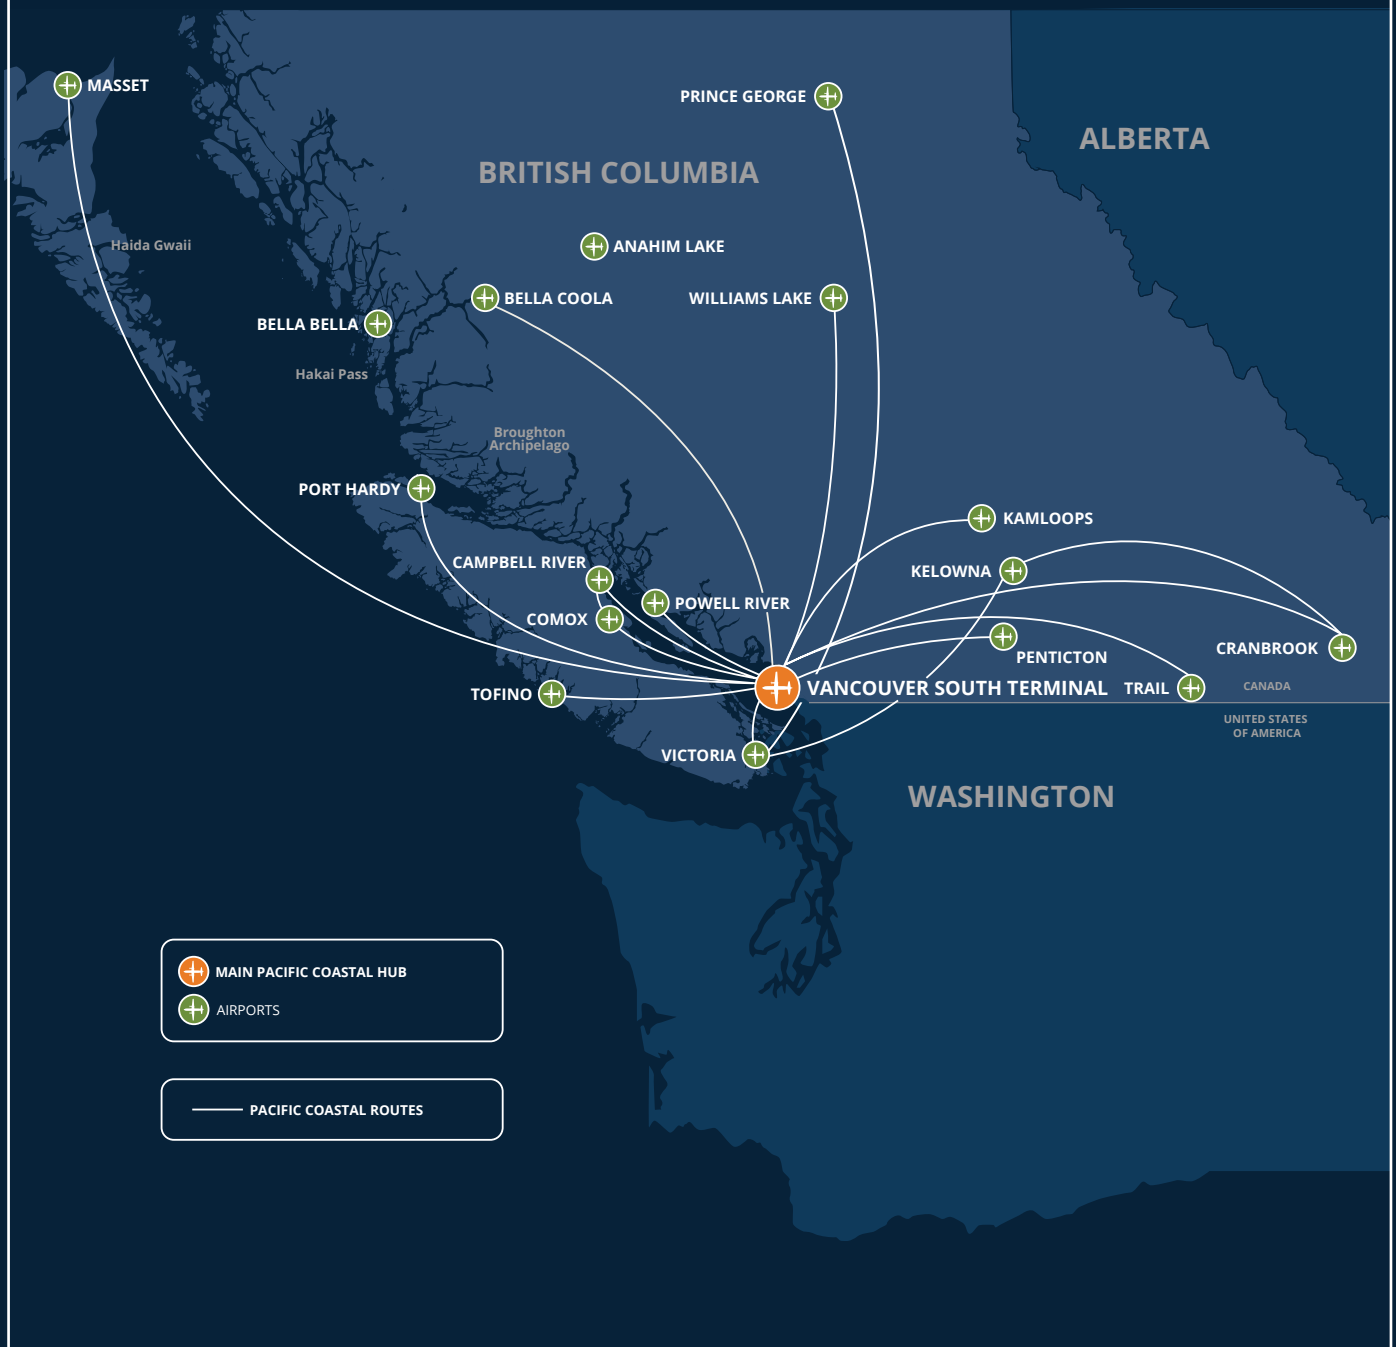 MASSET
PRINCE GEORGE
ALBERTA
BRITISH COLUMBIA
Haida Gwaii
ANAHIM LAKE
BELLA COOLA
WILLIAMS LAKE
BELLA BELLA
Hakai Pass
Broughton
Archipelago
PORT HARDY
KAMLOOPS
CAMPBELL RIVER
KELOWNA
POWELL RIVER
COMOX
CRANBROOK
PENTICTON
TOFINO
VANCOUVER SOUTH TERMINAL
TRAIL
CANADA
UNITED STATES
OF AMERICA
VICTORIA
WASHINGTON
MAIN PACIFIC COASTAL HUB
AIRPORTS
PACIFIC COASTAL ROUTES